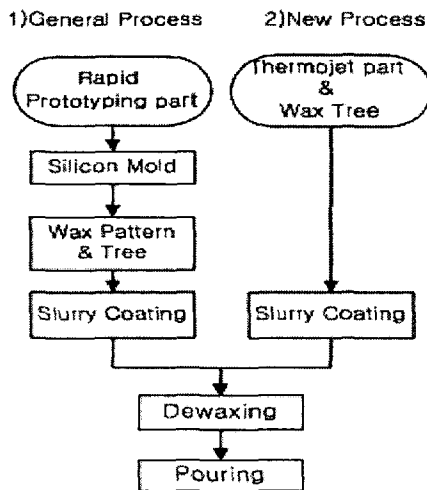 1)General Process
2)New Process
Rapid
Prototyping part
Silicon Mold
Wax Pattern
& Tree
Slurry Coating
Thermojet part
&
Wax Tree
Slurry Coating
Dewaxing
Pouring